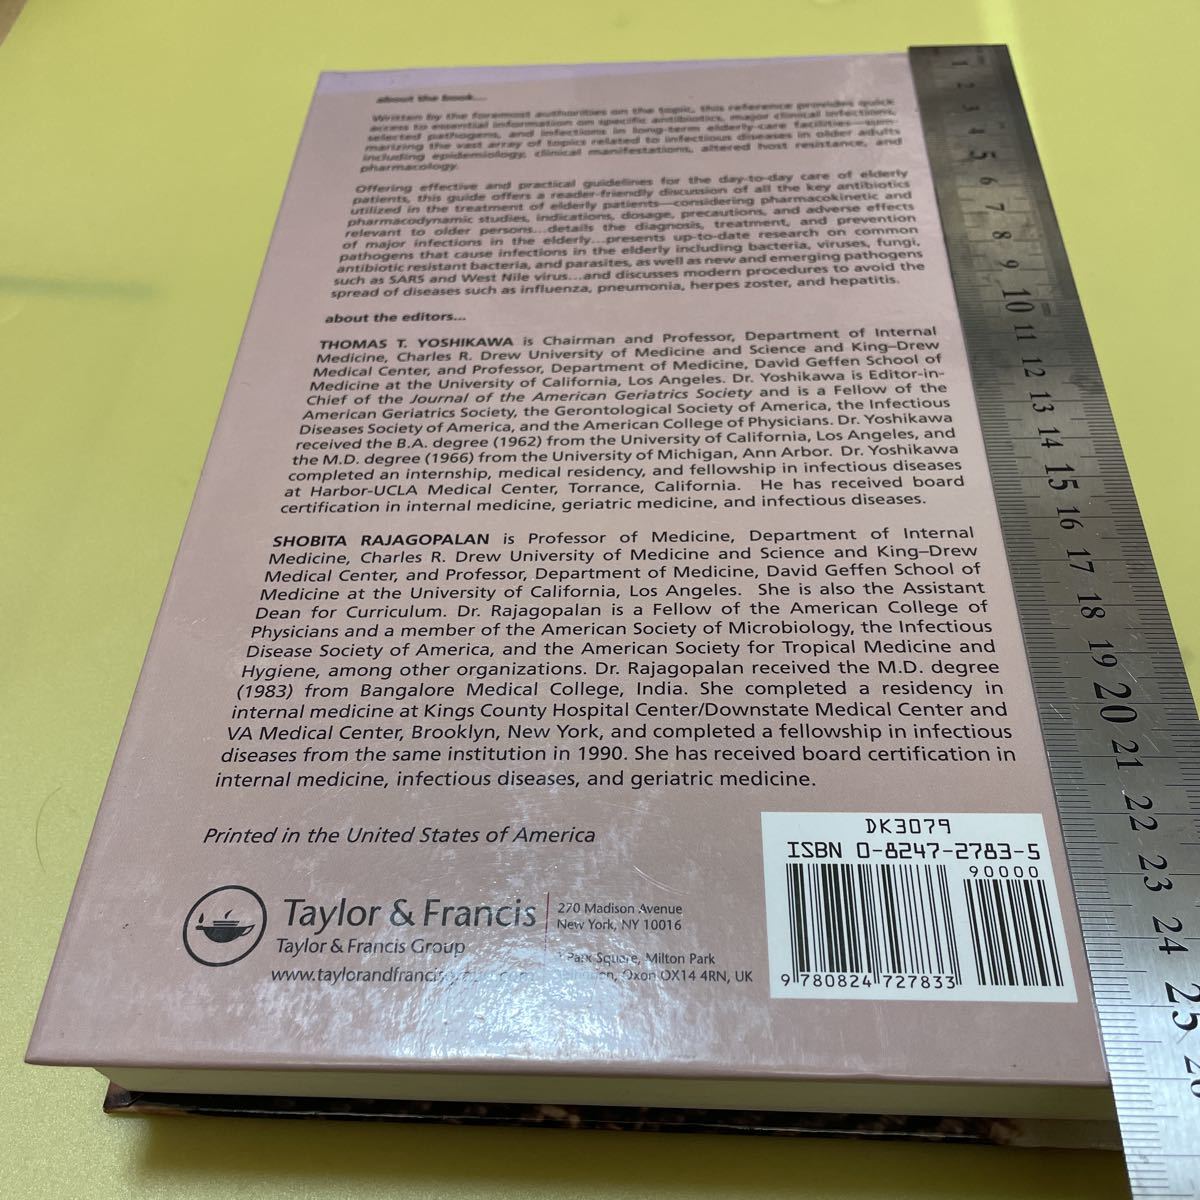 about the book...
Written by the foremost authorities on the topic, this reference provides quick
access to essential information on specific antibiotics, major clinical infections,
selected pathogens, and infections in long-term elderly-care facilities—sum-
marizing the vast array of topics related to infectious diseases in older adults
including epidemiology, clinical manifestations, altered host resistance, and
pharmacology.
Offering effective and practical guidelines for the day-to-day care of elderly
patients, this guide offers a reader-friendly discussion of all the key antibiotics
utilized in the treatment of elderly patients—considering pharmacokinetic and
pharmacodynamic studies, indications, dosage, precautions, and adverse effects
relevant to older persons...details the diagnosis, treatment, and prevention
of major infections in the elderly...presents up-to-date research on common
pathogens that cause infections in the elderly including bacteria, viruses, fungi,
antibiotic resistant bacteria, and parasites, as well as new and emerging pathogens
such as SARS and West Nile virus...and discusses modern procedures to avoid the
spread of diseases such as influenza, pneumonia, herpes zoster, and hepatitis.
about the editors...
THOMAS T. YOSHIKAWA is Chairman and Professor, Department of Internal
Medicine, Charles R. Drew University of Medicine and Science and King–Drew
Medical Center, and Professor, Department of Medicine, David Geffen School of
Medicine at the University of California, Los Angeles. Dr. Yoshikawa is Editor-in-
Chief of the Journal of the American Geriatrics Society and is a Fellow of the
American Geriatrics Society, the Gerontological Society of America, the Infectious
Diseases Society of America, and the American College of Physicians. Dr. Yoshikawa
received the B.A. degree (1962) from the University of California, Los Angeles, and
the M.D. degree (1966) from the University of Michigan, Ann Arbor. Dr. Yoshikawa
completed an internship, medical residency, and fellowship in infectious diseases
at Harbor-UCLA Medical Center, Torrance, California. He has received board
certification in internal medicine, geriatric medicine, and infectious diseases.
SHOBITA RAJAGOPALAN is Professor of Medicine, Department of Internal
Medicine, Charles R. Drew University of Medicine and Science and King–Drew
Medical Center, and Professor, Department of Medicine, David Geffen School of
Medicine at the University of California, Los Angeles. She is also the Assistant
Dean for Curriculum. Dr. Rajagopalan is a Fellow of the American College of
Physicians and a member of the American Society of Microbiology, the Infectious
Disease Society of America, and the American Society for Tropical Medicine and
Hygiene, among other organizations. Dr. Rajagopalan received the M.D. degree
(1983) from Bangalore Medical College, India. She completed a residency in
internal medicine at Kings County Hospital Center/Downstate Medical Center and
VA Medical Center, Brooklyn, New York, and completed a fellowship in infectious
diseases from the same institution in 1990. She has received board certification in
internal medicine, infectious diseases, and geriatric medicine.
Printed in the United States of America
Taylor & Francis
Taylor & Francis Group
270 Madison Avenue
New York, NY 10016
Park Square, Milton Park
Oxon OX14 4RN, UK
DK3079
ISBN 0-8247-2783-5
90000
9 780824 727833
1
2
3
4
5
6
7
8
9
10
11
12
13
14
15
16
17
18
19
20
21
22
23
24
25
26